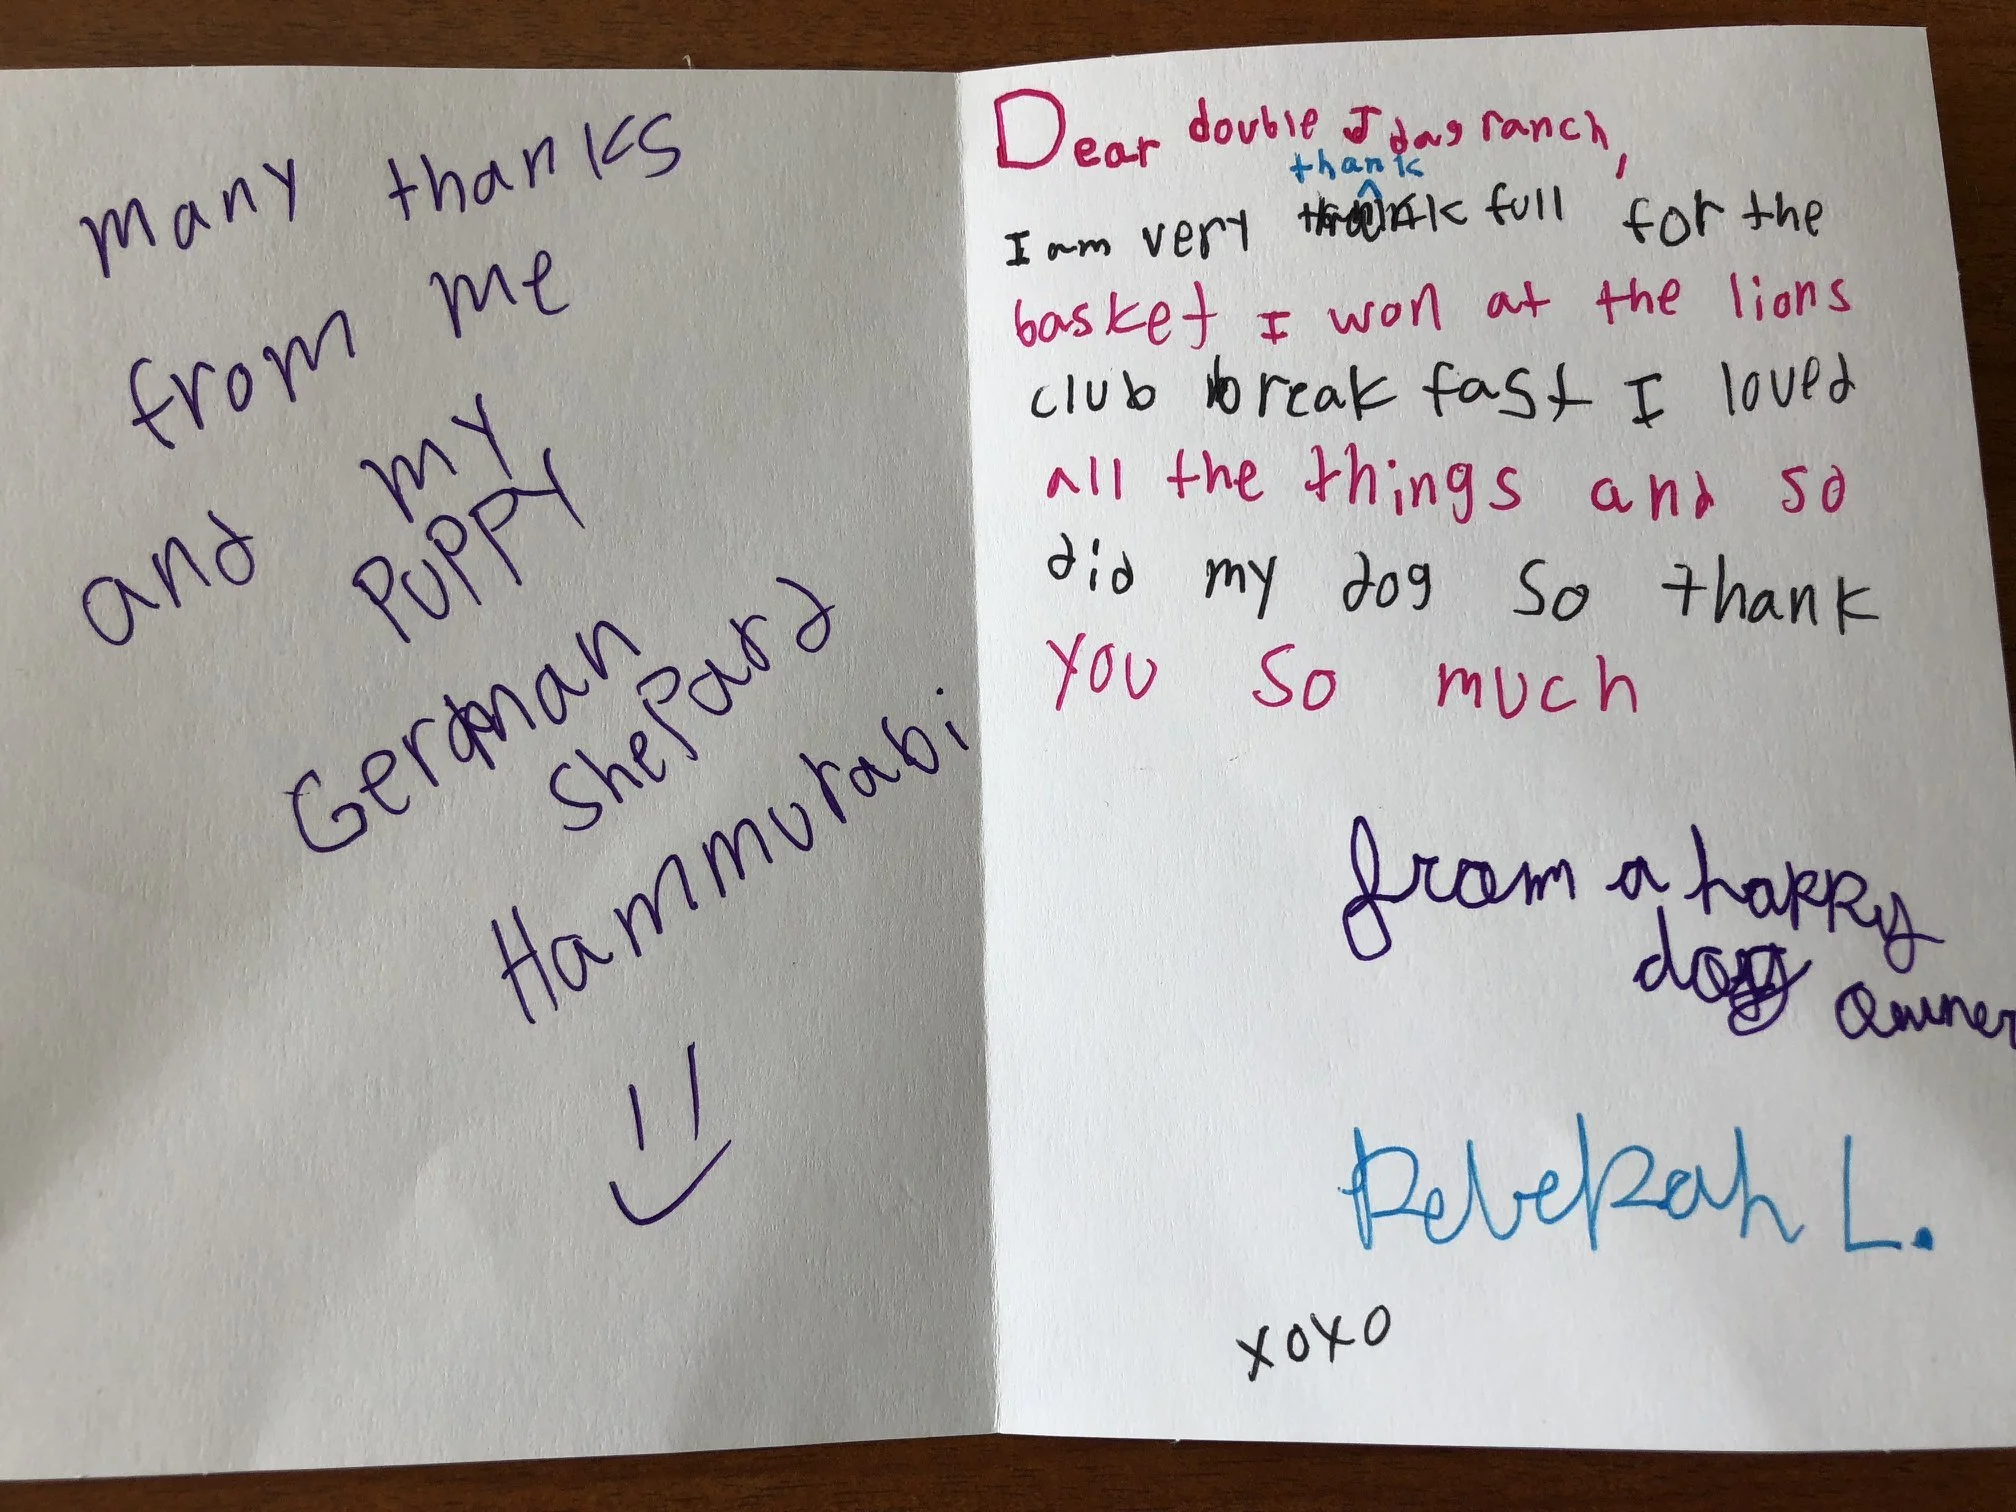 many thanks
from me
and my
puppy
German
Shepard
Hammurabi
Dear double J dog ranch,
thank
I am very full for the
basket I won at the lions
club break fast I loved
all the things and so
did my dog so thank
you so much
from a happy
dog owner
Rebekah L.
xoxo